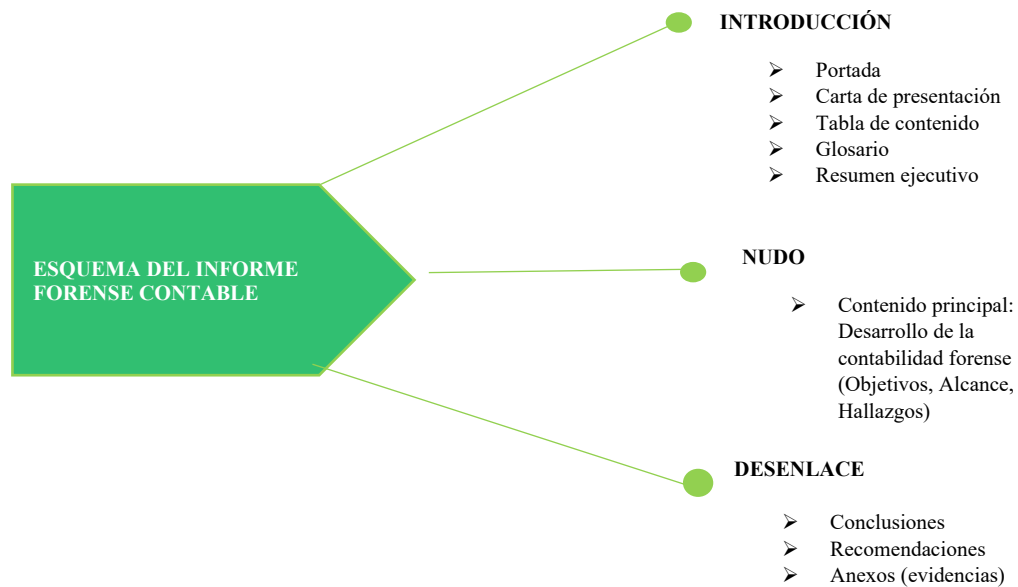 INTRODUCCIÓN
➢ Portada
➢ Carta de presentación
➢ Tabla de contenido
➢ Glosario
➢ Resumen ejecutivo
ESQUEMA DEL INFORME
FORENSE CONTABLE
NUDO
➢ Contenido principal:
Desarrollo de la
contabilidad forense
(Objetivos, Alcance,
Hallazgos)
DESENLACE
➢ Conclusiones
➢ Recomendaciones
➢ Anexos (evidencias)